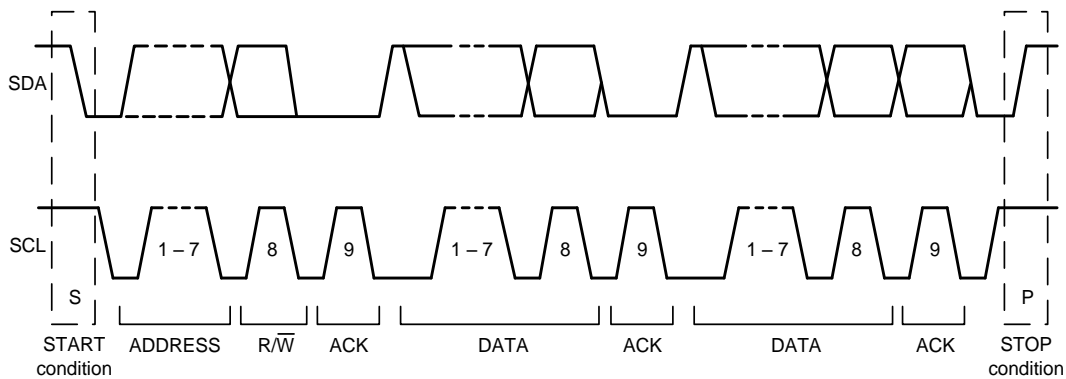 SDA
SCL
1 – 7
8
9
1 – 7
8
9
1 – 7
8
9
S
P
START
condition
ADDRESS
R/W̅
ACK
DATA
ACK
DATA
ACK
STOP
condition